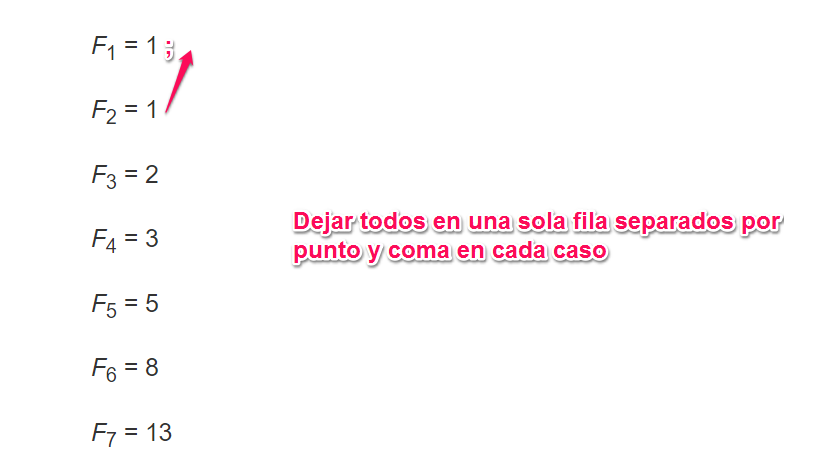 F₁ = 1 ;
F₂ = 1
F₃ = 2
Dejar todos en una sola fila separados por
F₄ = 3
punto y coma en cada caso
F₅ = 5
F₆ = 8
F₇ = 13